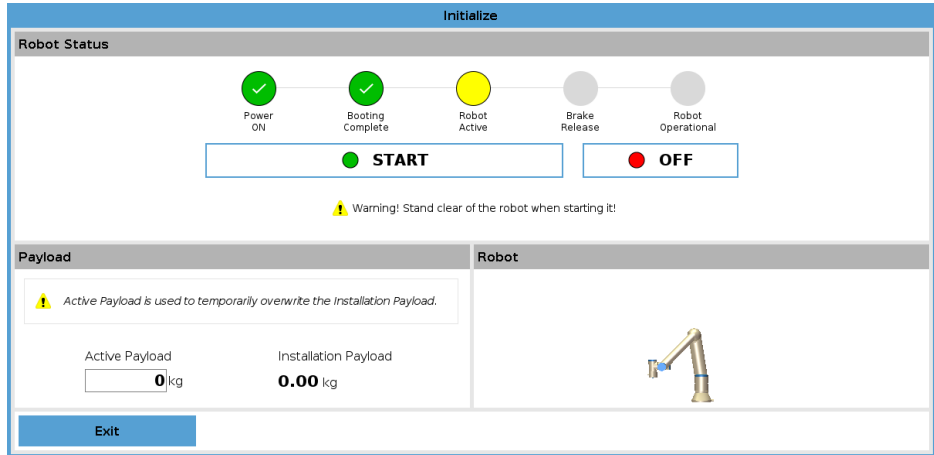 Initialize
Robot Status
Power
ON
Booting
Complete
Robot
Active
Brake
Release
Robot
Operational
START
OFF
Warning! Stand clear of the robot when starting it!
Payload
Robot
Active Payload is used to temporarily overwrite the Installation Payload.
Active Payload
Installation Payload
0 kg
0.00 kg
Exit